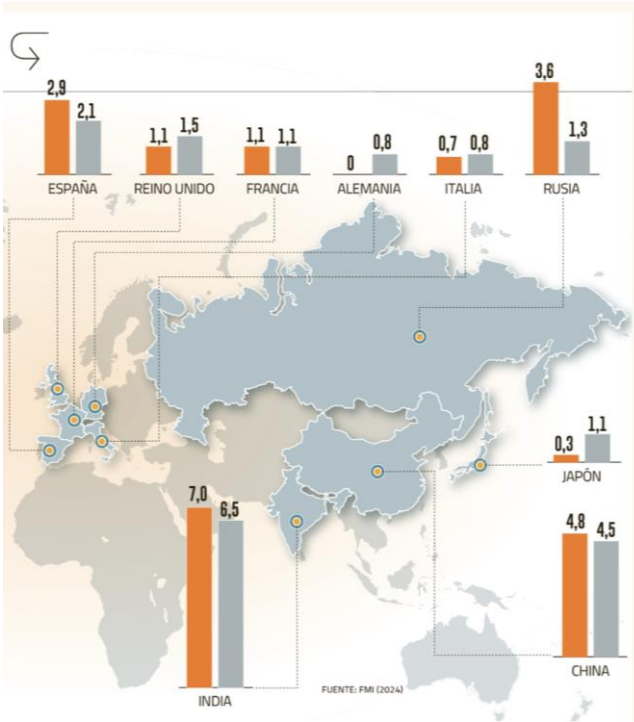 2,9
2,1
ESPAÑA
1,1
1,5
REINO UNIDO
1,1
1,1
FRANCIA
0
0,8
ALEMANIA
0,7
0,8
ITALIA
3,6
1,3
RUSIA
0,3
1,1
JAPÓN
7,0
6,5
INDIA
4,8
4,5
CHINA
FUENTE: FMI (2024)